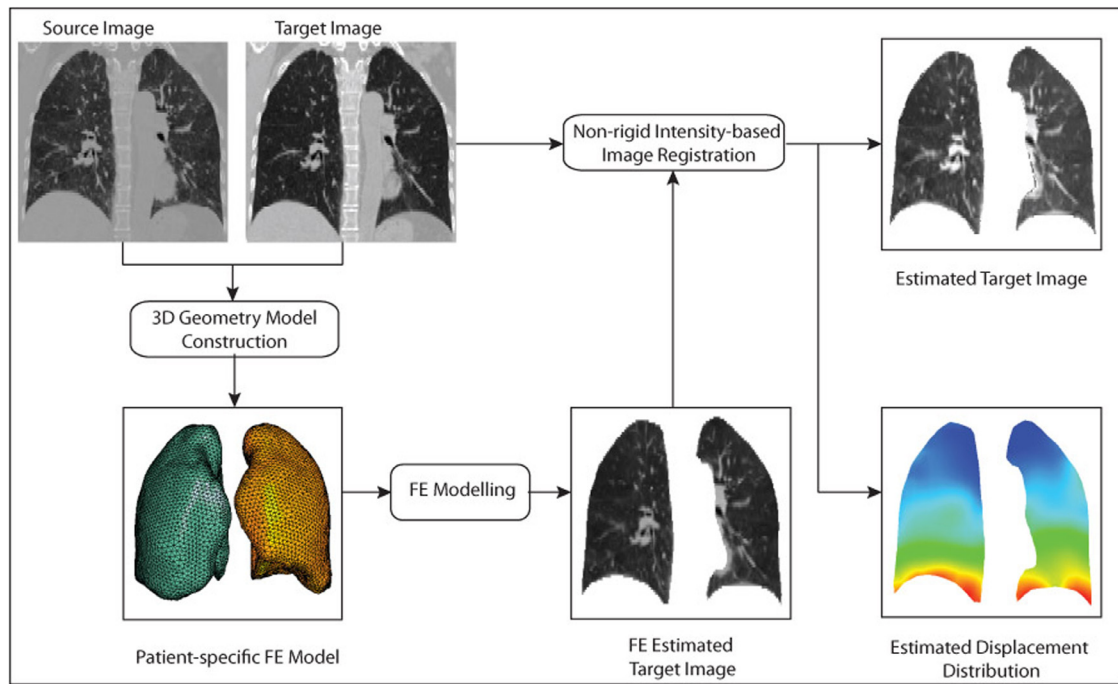 Source Image
Target Image
Non-rigid Intensity-based
Image Registration
Estimated Target Image
3D Geometry Model
Construction
FE Modelling
Patient-specific FE Model
FE Estimated
Target Image
Estimated Displacement
Distribution